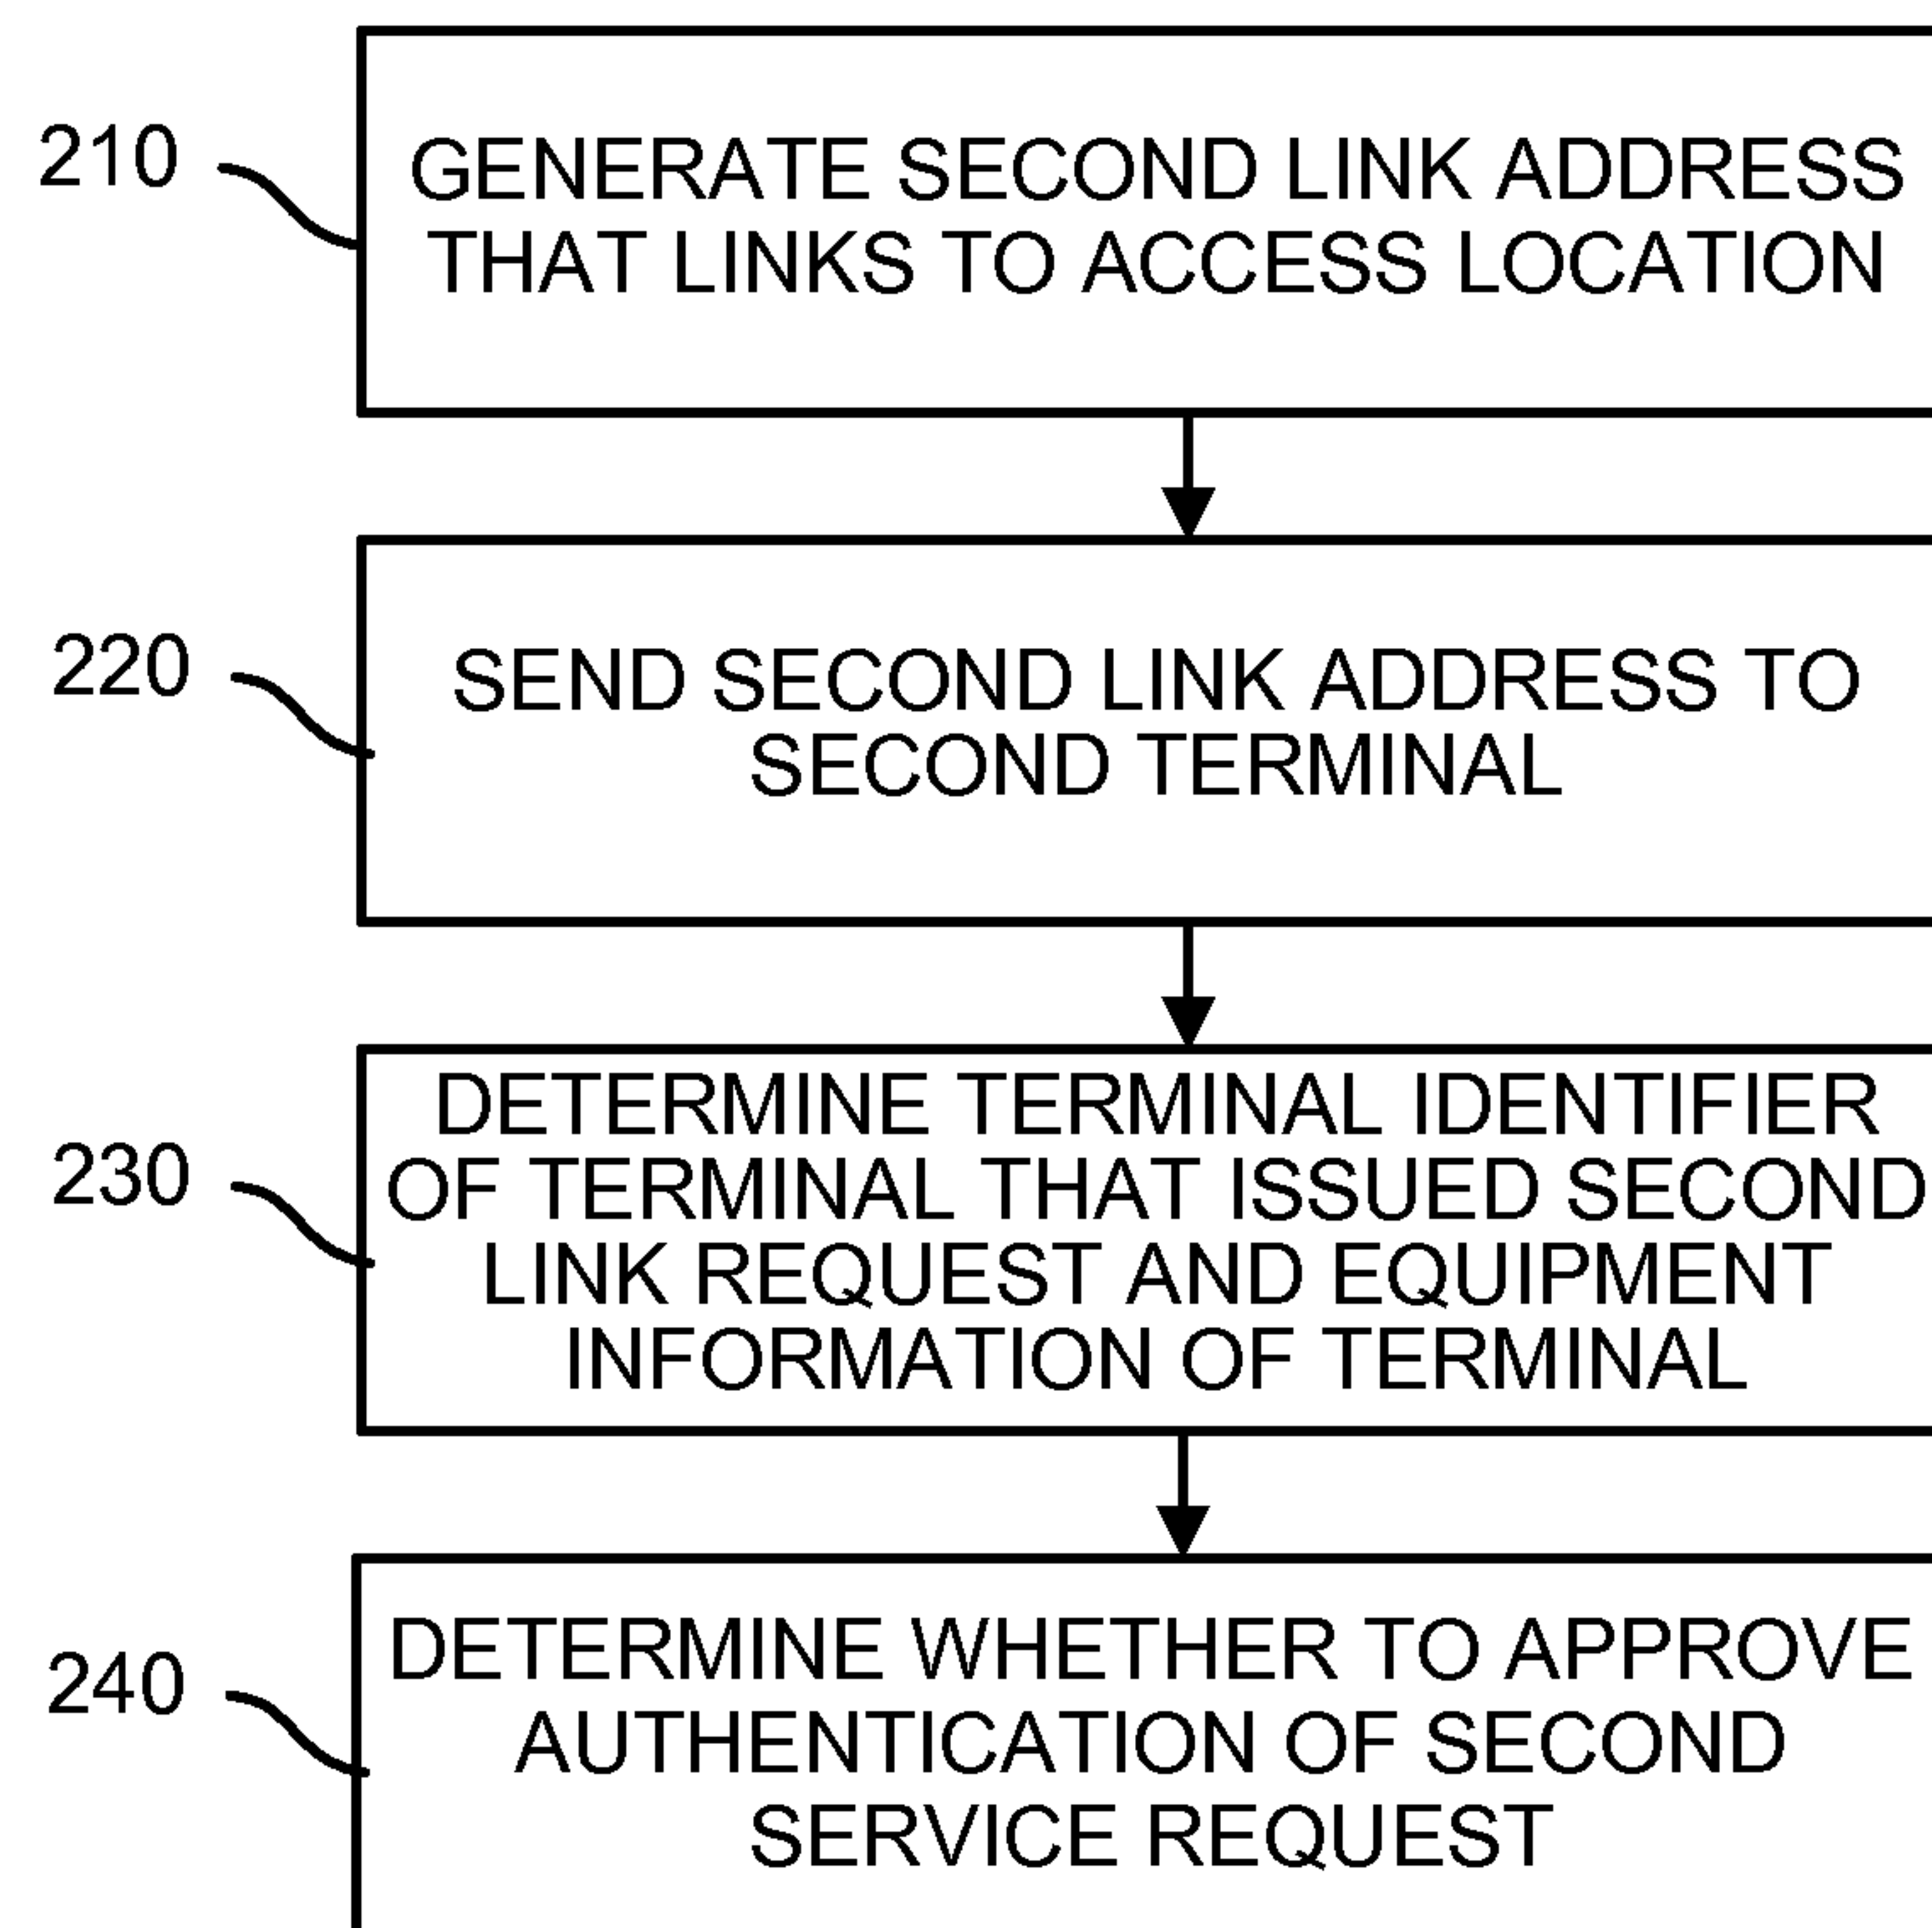 210
GENERATE SECOND LINK ADDRESS
THAT LINKS TO ACCESS LOCATION
220
SEND SECOND LINK ADDRESS TO
SECOND TERMINAL
230
DETERMINE TERMINAL IDENTIFIER
OF TERMINAL THAT ISSUED SECOND
LINK REQUEST AND EQUIPMENT
INFORMATION OF TERMINAL
240
DETERMINE WHETHER TO APPROVE
AUTHENTICATION OF SECOND
SERVICE REQUEST